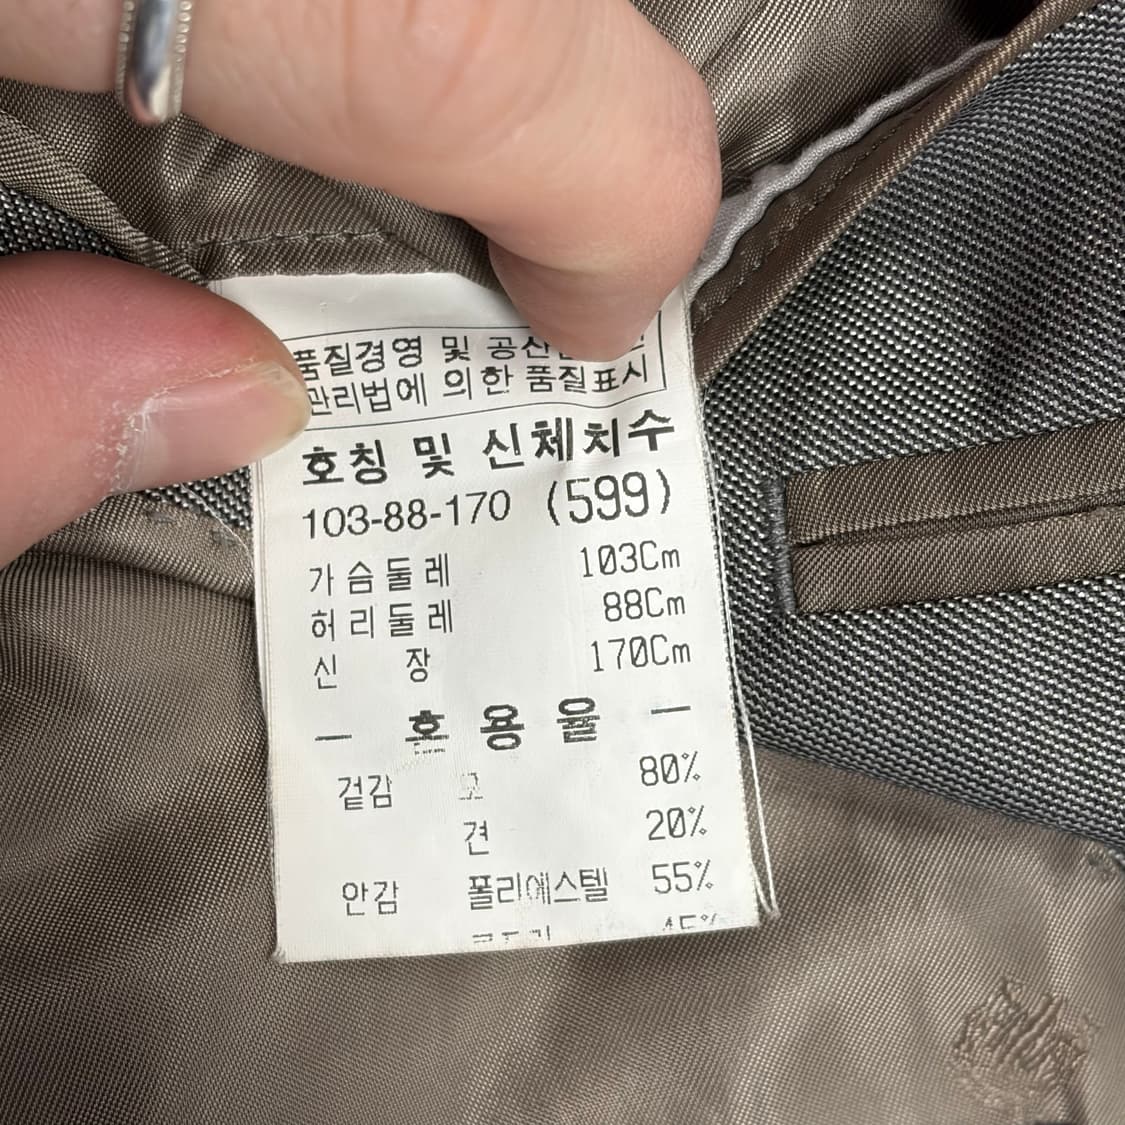 품질경영 및
관리법에 의한 품질표시
호칭 및 신체치수
103-88-170 (599)
가슴둘레 103Cm
허리둘레 88Cm
신 장 170Cm
- 혼 용 율 -
겉감 모 80%
견 20%
안감 폴리에스텔 55%
45%